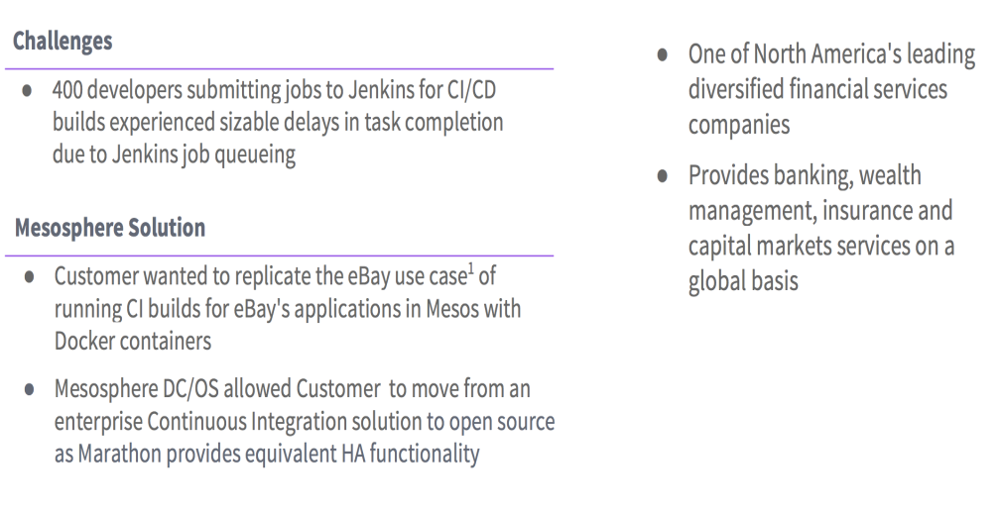 Challenges
● 400 developers submitting jobs to Jenkins for CI/CD
builds experienced sizable delays in task completion
due to Jenkins job queueing
Mesosphere Solution
● Customer wanted to replicate the eBay use case¹ of
running CI builds for eBay's applications in Mesos with
Docker containers
● Mesosphere DC/OS allowed Customer  to move from an
enterprise Continuous Integration solution to open source
as Marathon provides equivalent HA functionality
● One of North America's leading
diversified financial services
companies
● Provides banking, wealth
management, insurance and
capital markets services on a
global basis